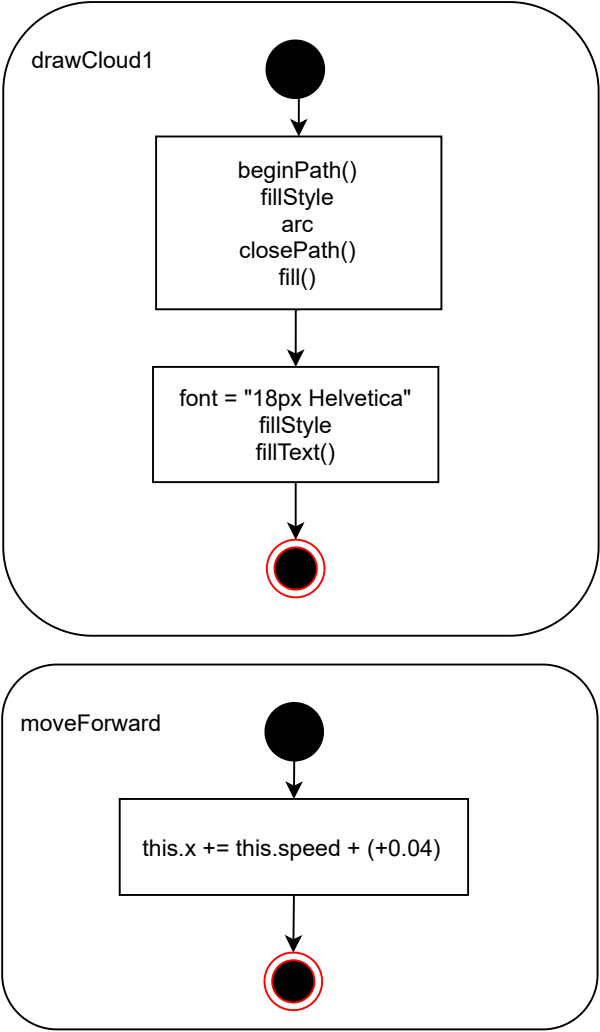 drawCloud1
beginPath()
fillStyle
arc
closePath()
fill()
font = "18px Helvetica"
fillStyle
fillText()
moveForward
this.x += this.speed + (+0.04)